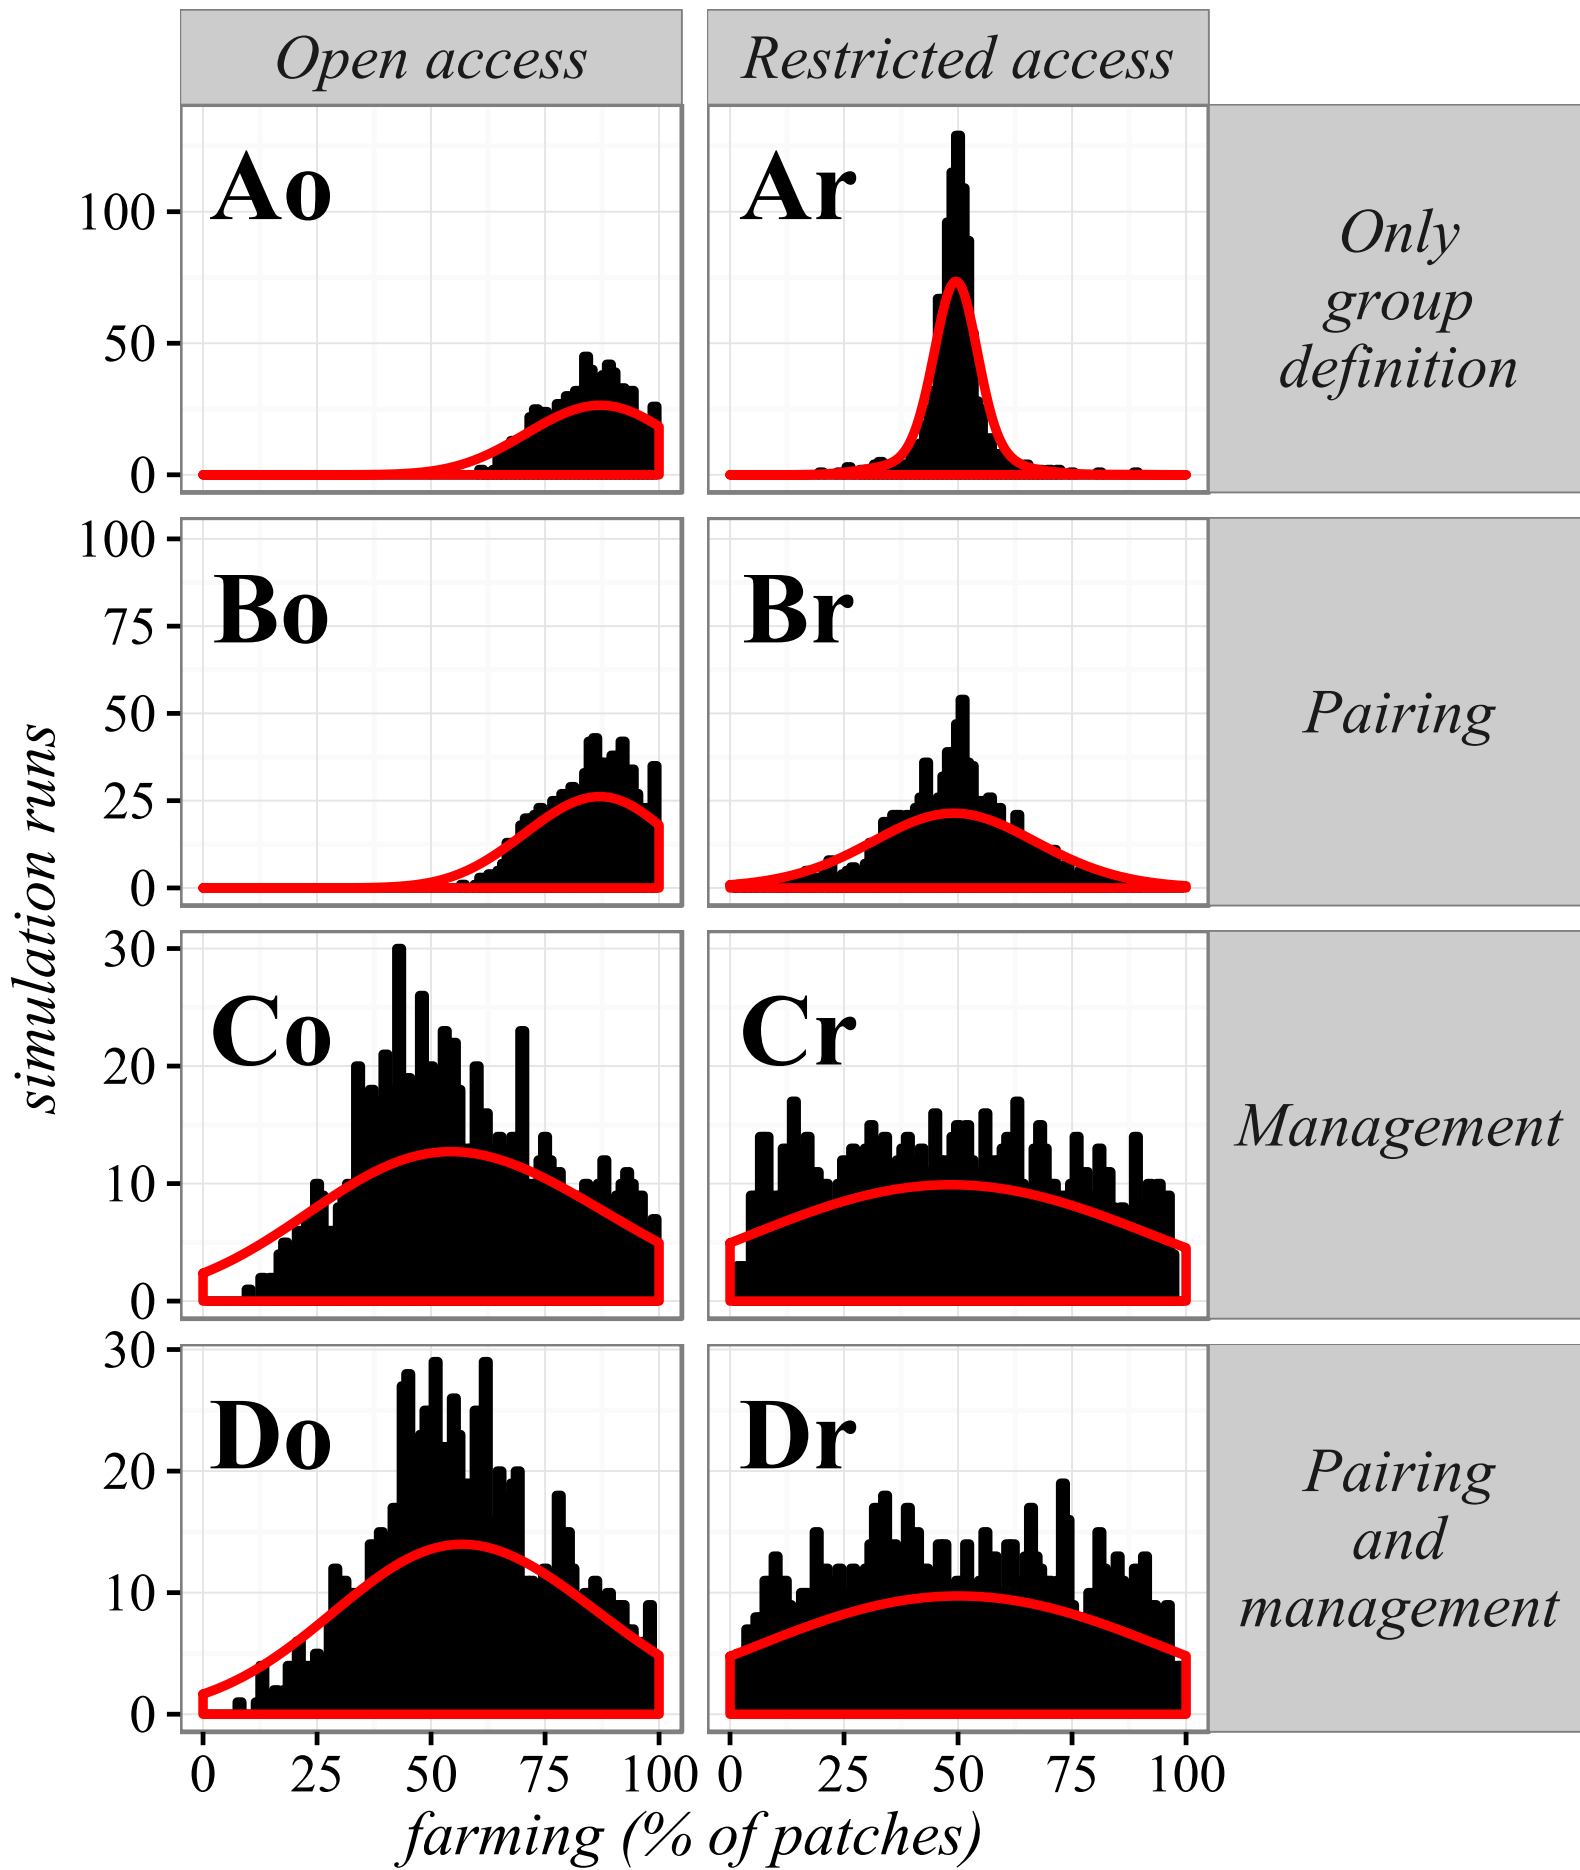 Open access
Restricted access
Ao
Ar
100
50
0
Only
group
definition
Bo
Br
100
75
50
25
0
Pairing
simulation runs
Co
Cr
30
20
10
0
Management
Do
Dr
30
20
10
0
Pairing
and
management
0 25 50 75 100
0 25 50 75 100
farming (% of patches)